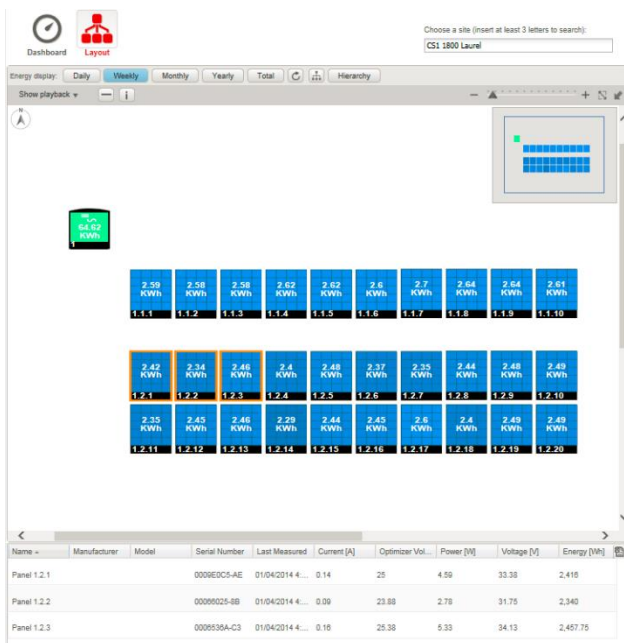 Choose a site (insert at least 3 letters to search):
Dashboard Layout CS1 1800 Laurel
Energy display: Daily Weekly Monthly Yearly Total Hierarchy
Show playback
N
64.62
KWh
1
2.59 KWh 2.58 KWh 2.58 KWh 2.62 KWh 2.62 KWh 2.6 KWh 2.7 KWh 2.64 KWh 2.64 KWh 2.61 KWh
1.1.1 1.1.2 1.1.3 1.1.4 1.1.5 1.1.6 1.1.7 1.1.8 1.1.9 1.1.10
2.42 KWh 2.34 KWh 2.46 KWh 2.4 KWh 2.48 KWh 2.37 KWh 2.35 KWh 2.44 KWh 2.48 KWh 2.49 KWh
1.2.1 1.2.2 1.2.3 1.2.4 1.2.5 1.2.6 1.2.7 1.2.8 1.2.9 1.2.10
2.35 KWh 2.45 KWh 2.46 KWh 2.29 KWh 2.44 KWh 2.45 KWh 2.6 KWh 2.4 KWh 2.49 KWh 2.49 KWh
1.2.11 1.2.12 1.2.13 1.2.14 1.2.15 1.2.16 1.2.17 1.2.18 1.2.19 1.2.20
Name Manufacturer Model Serial Number Last Measured Current [A] Optimizer Vol... Power [W] Voltage [V] Energy [Wh]
Panel 1.2.1 0009E0C5-AE 01/04/2014 4:... 0.14 25 4.59 33.38 2,416
Panel 1.2.2 00066025-8B 01/04/2014 4:... 0.09 23.88 2.78 31.75 2,340
Panel 1.2.3 0006536A-C3 01/04/2014 4:... 0.16 25.38 5.33 34.13 2,457.75